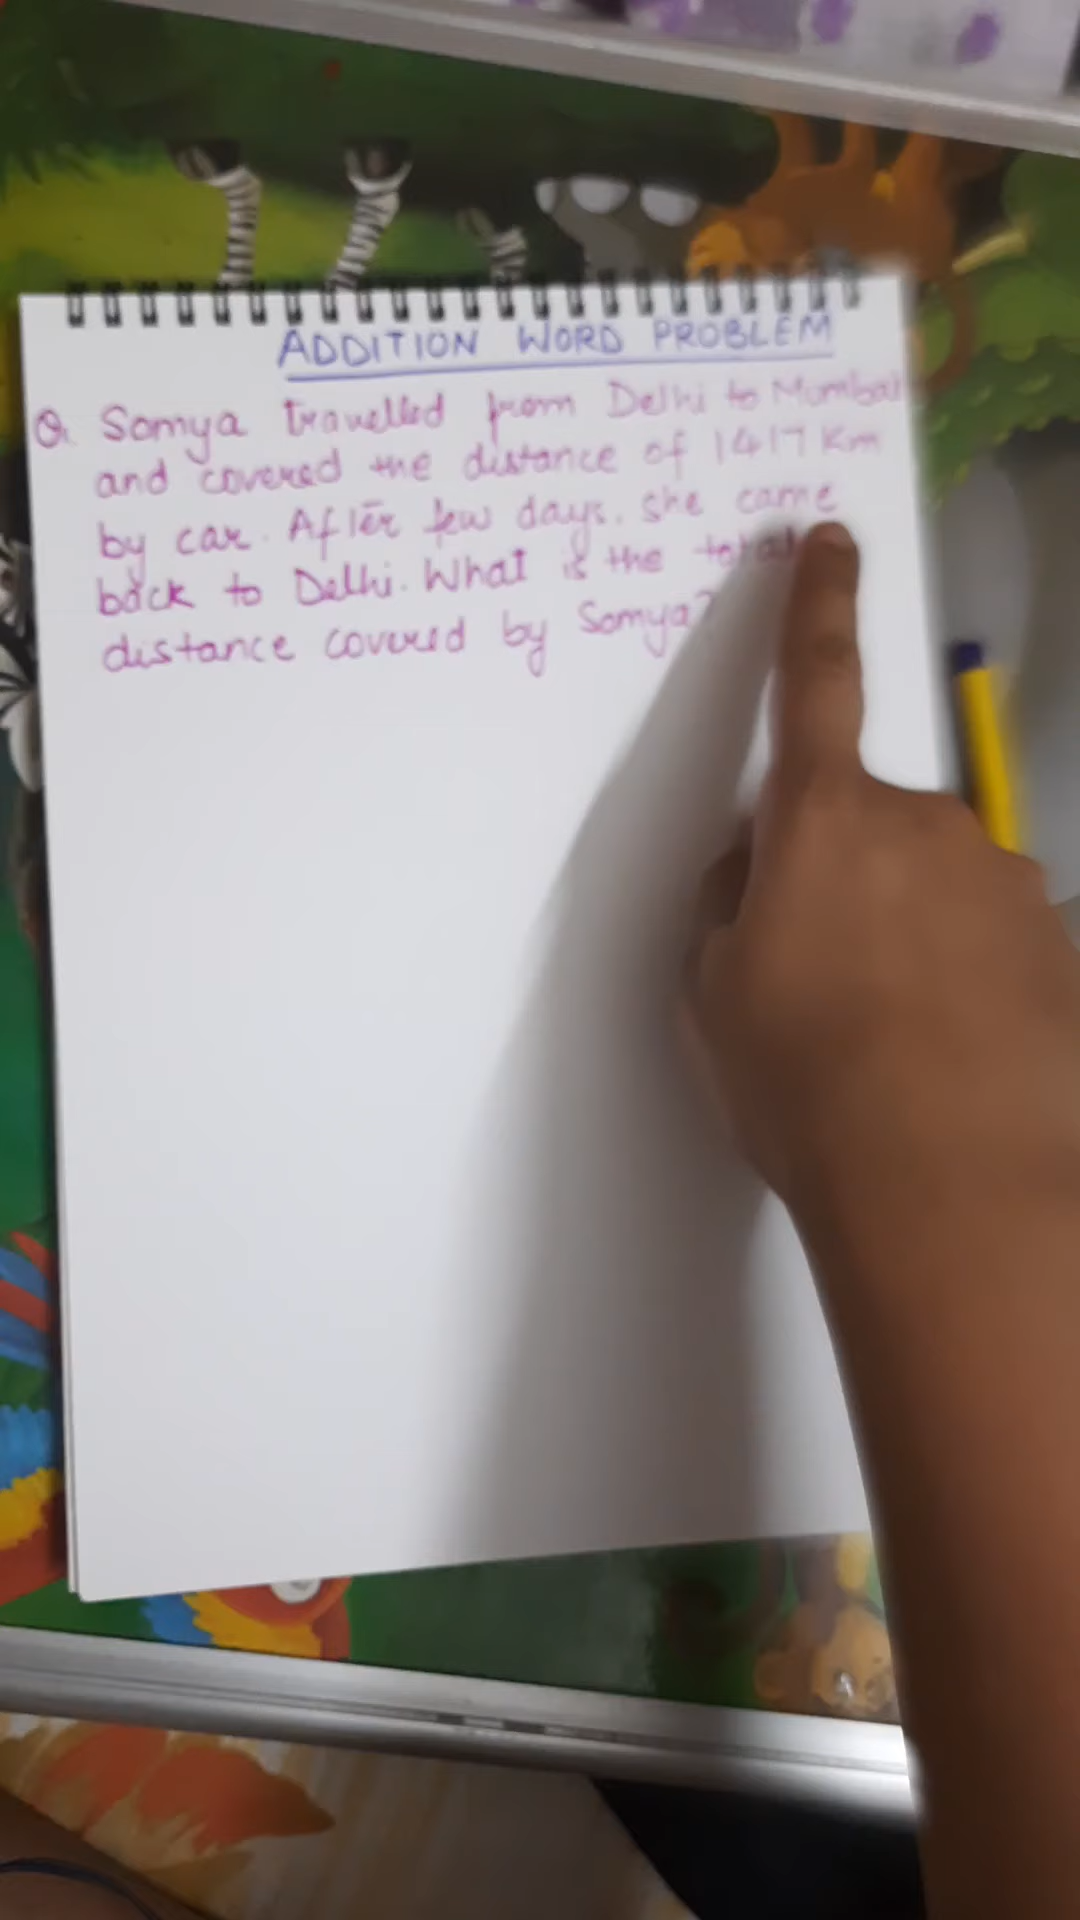 ADDITION WORD PROBLEM
Q. Somya travelled from Delhi to Mumbai
and covered the distance of 1417 Km
by car. After few days. she came
back to Delhi. What is the total
distance covered by Somya?